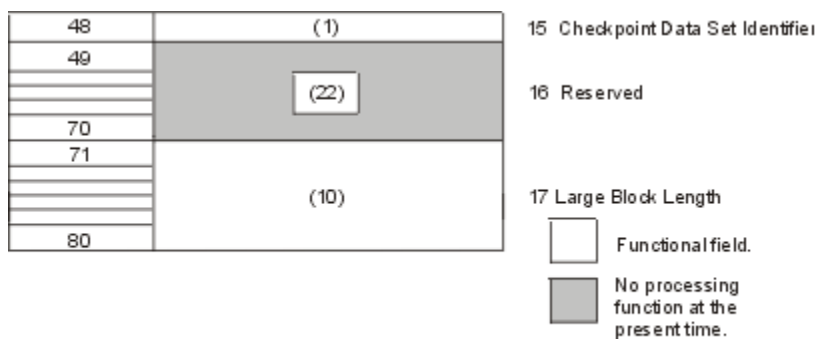 48 (1) 15 Checkpoint Data Set Identifier
49
(22) 16 Reserved
70
71
(10) 17 Large Block Length
80
Functional field.
No processing
function at the
present time.